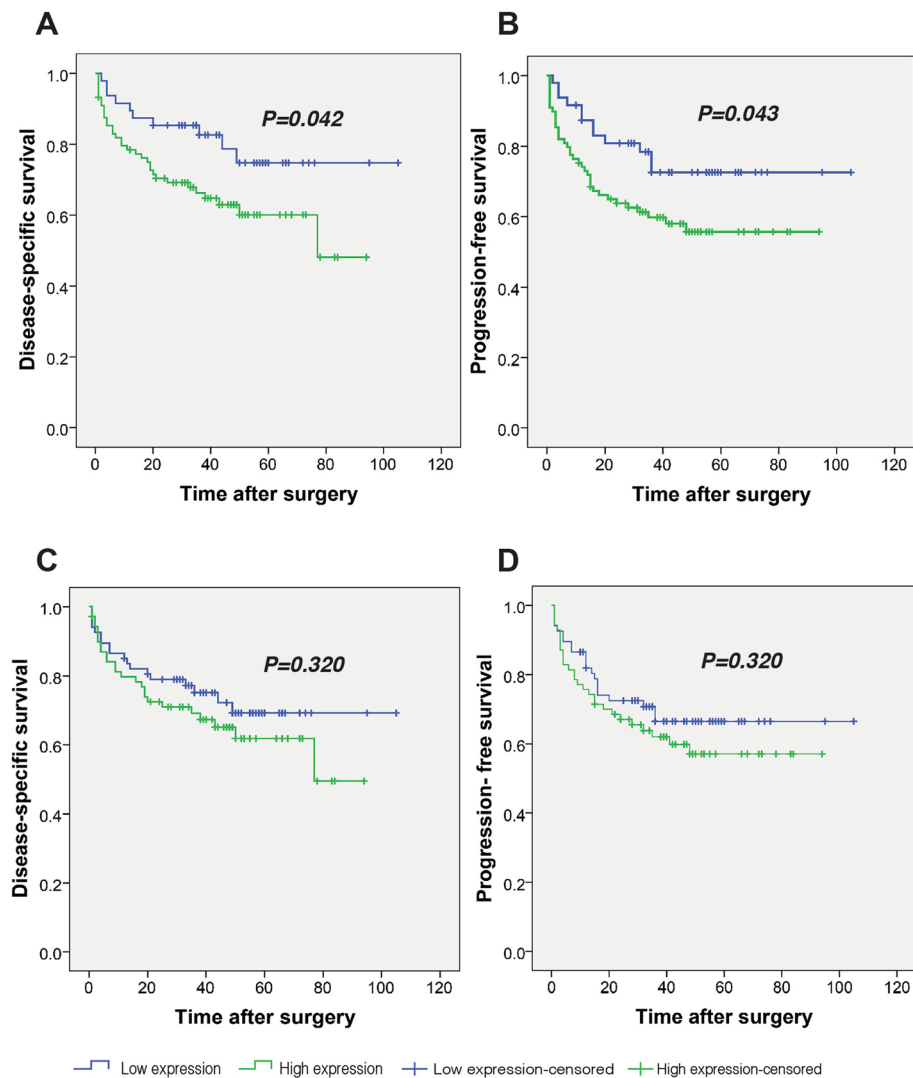 A
Disease-specific survival
1.0
0.8
0.6
0.4
0.2
0.0
P=0.042
0 20 40 60 80 100 120
Time after surgery
B
Progression-free survival
1.0
0.8
0.6
0.4
0.2
0.0
P=0.043
0 20 40 60 80 100 120
Time after surgery
C
Disease-specific survival
1.0
0.8
0.6
0.4
0.2
0.0
P=0.320
0 20 40 60 80 100 120
Time after surgery
D
Progression- free survival
1.0
0.8
0.6
0.4
0.2
0.0
P=0.320
0 20 40 60 80 100 120
Time after surgery
Low expression High expression Low expression-censored High expression-censored